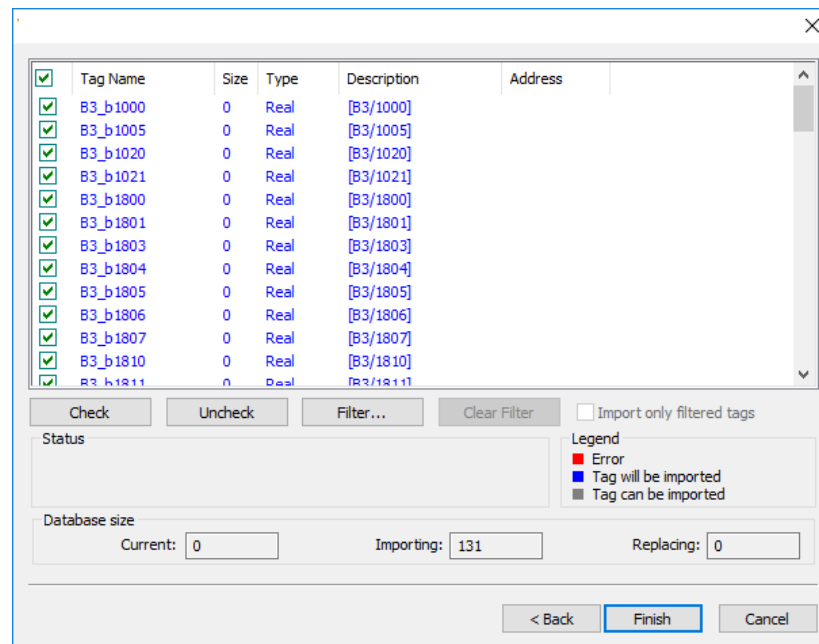 Tag Name Size Type Description Address
B3_b1000 0 Real [B3/1000]
B3_b1005 0 Real [B3/1005]
B3_b1020 0 Real [B3/1020]
B3_b1021 0 Real [B3/1021]
B3_b1800 0 Real [B3/1800]
B3_b1801 0 Real [B3/1801]
B3_b1803 0 Real [B3/1803]
B3_b1804 0 Real [B3/1804]
B3_b1805 0 Real [B3/1805]
B3_b1806 0 Real [B3/1806]
B3_b1807 0 Real [B3/1807]
B3_b1810 0 Real [B3/1810]
B3_b1811 0 Real [B3/1811]
Check Uncheck Filter... Clear Filter Import only filtered tags
Status
Legend
Error
Tag will be imported
Tag can be imported
Database size
Current: 0 Importing: 131 Replacing: 0
< Back Finish Cancel